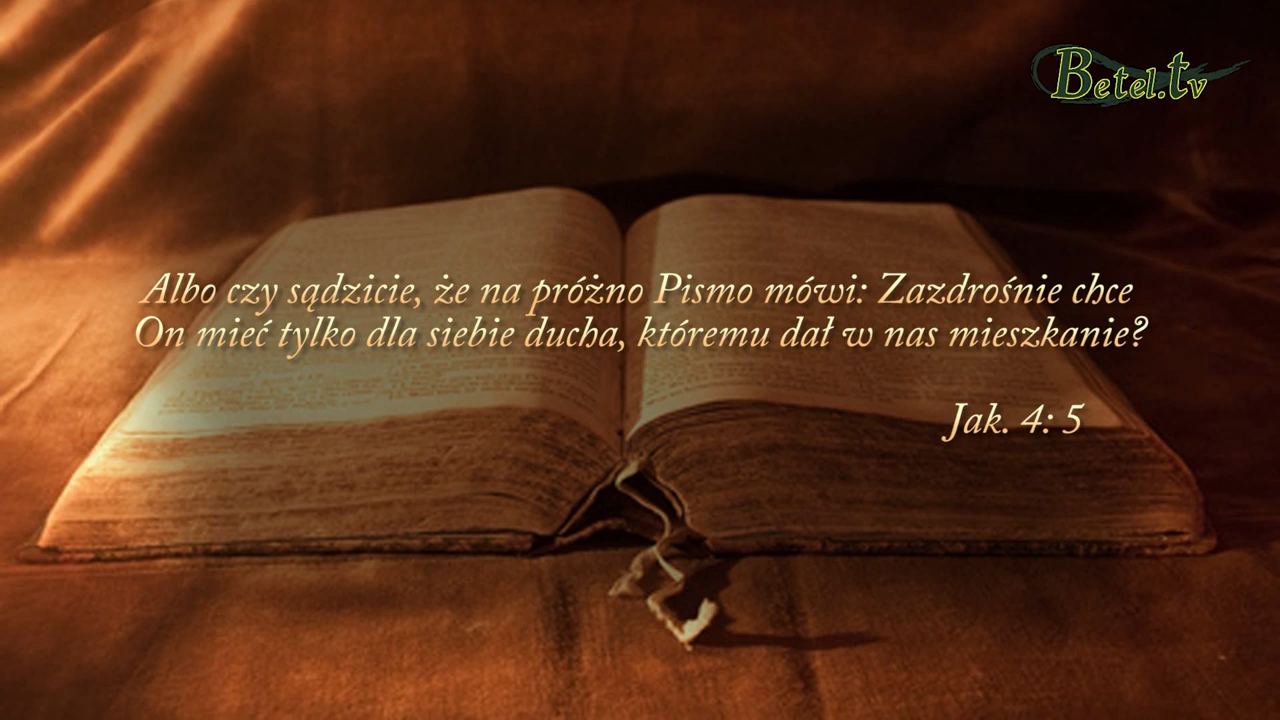 Betel.tv
Albo czy sądzicie, że na próżno Pismo mówi: Zazdrośnie chce
On mieć tylko dla siebie ducha, któremu dał w nas mieszkanie?
Jak. 4: 5